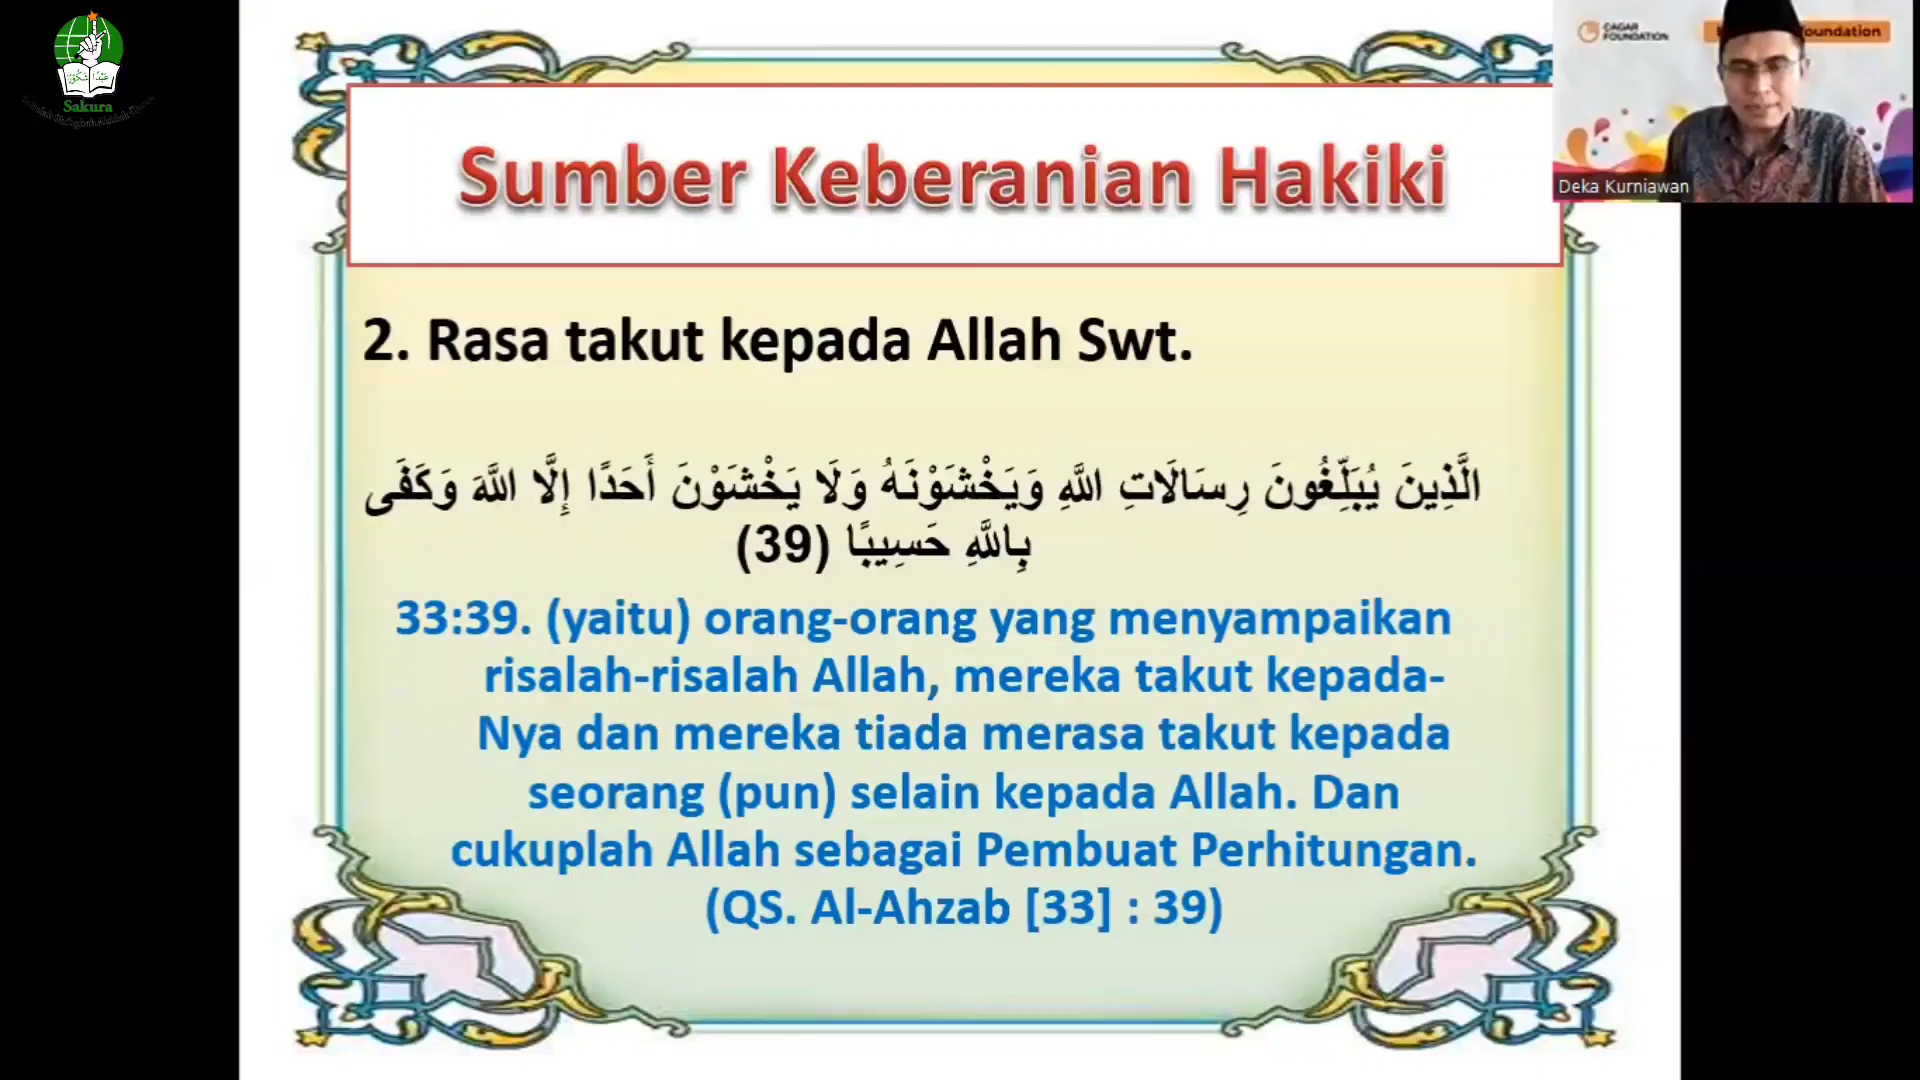 عَبْدًا شَكُوْرًا
Sakura
CAGAR
FOUNDATION
oundation
Deka Kurniawan
Sumber Keberanian Hakiki
2. Rasa takut kepada Allah Swt.
الَّذِينَ يُبَلِّغُونَ رِسَالَاتِ اللَّهِ وَيَخْشَوْنَهُ وَلَا يَخْشَوْنَ أَحَدًا إِلَّا اللَّهَ وَكَفَى
بِاللَّهِ حَسِيبًا (39)
33:39. (yaitu) orang-orang yang menyampaikan
risalah-risalah Allah, mereka takut kepada-
Nya dan mereka tiada merasa takut kepada
seorang (pun) selain kepada Allah. Dan
cukuplah Allah sebagai Pembuat Perhitungan.
(QS. Al-Ahzab [33] : 39)